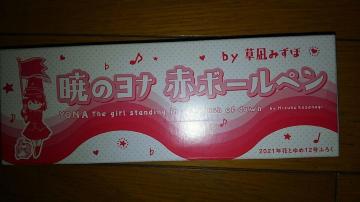 by 草凪みずほ
暁のヨナ 赤ボールペン
YONA The girl standing in the blush of dawn by Mizuho Kusanagi
2021年花とゆめ12号ふろく